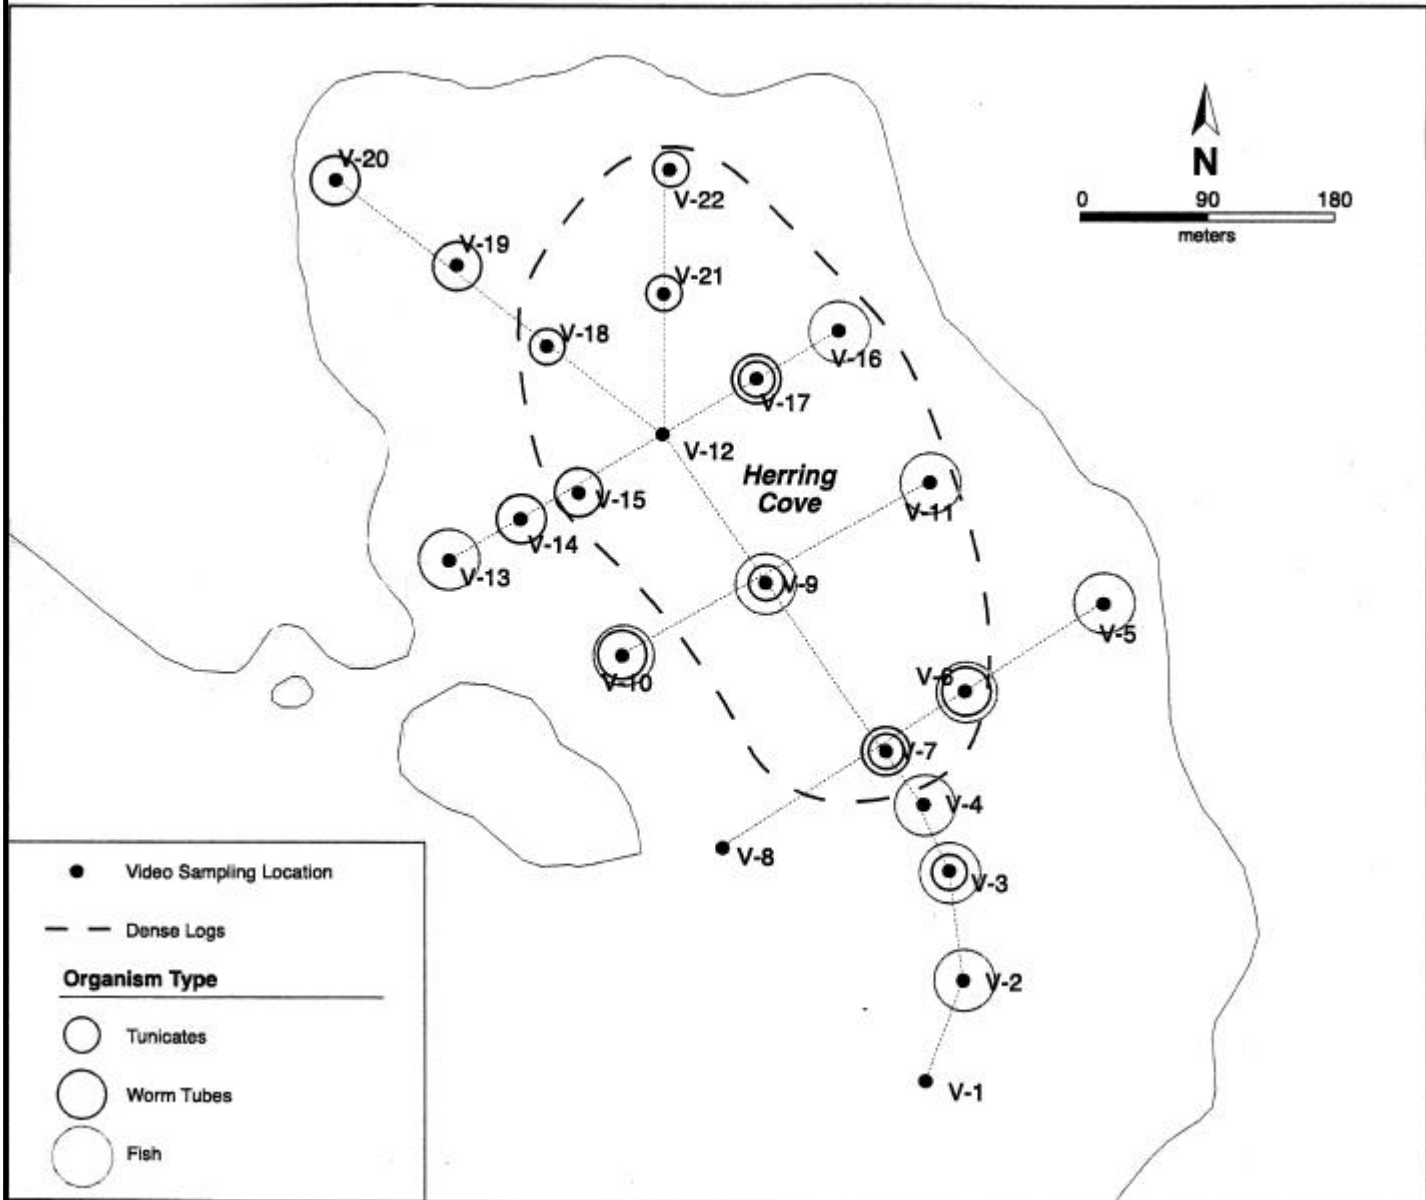 V-20
V-22
N
0 90 180
meters
V-19
V-21
V-18
V-16
V-17
V-12
Herring
Cove
V-15
V-11
V-14
V-13
V-9
V-5
V-10
V-6
V-7
V-4
V-8
V-3
V-2
V-1
Video Sampling Location
Dense Logs
Organism Type
Tunicates
Worm Tubes
Fish